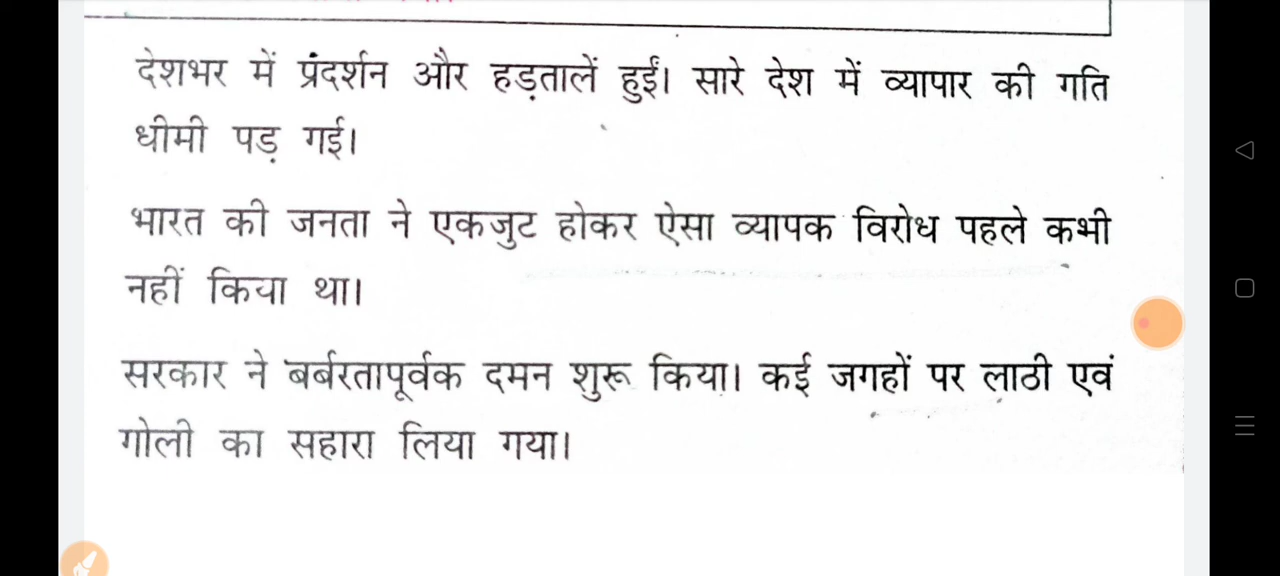 देशभर में प्रंदर्शन और हड़तालें हुईं। सारे देश में व्यापार की गति
धीमी पड़ गई।
भारत की जनता ने एकजुट होकर ऐसा व्यापक विरोध पहले कभी
नहीं किया था।
सरकार ने बर्बरतापूर्वक दमन शुरू किया। कई जगहों पर लाठी एवं
गोली का सहारा लिया गया।